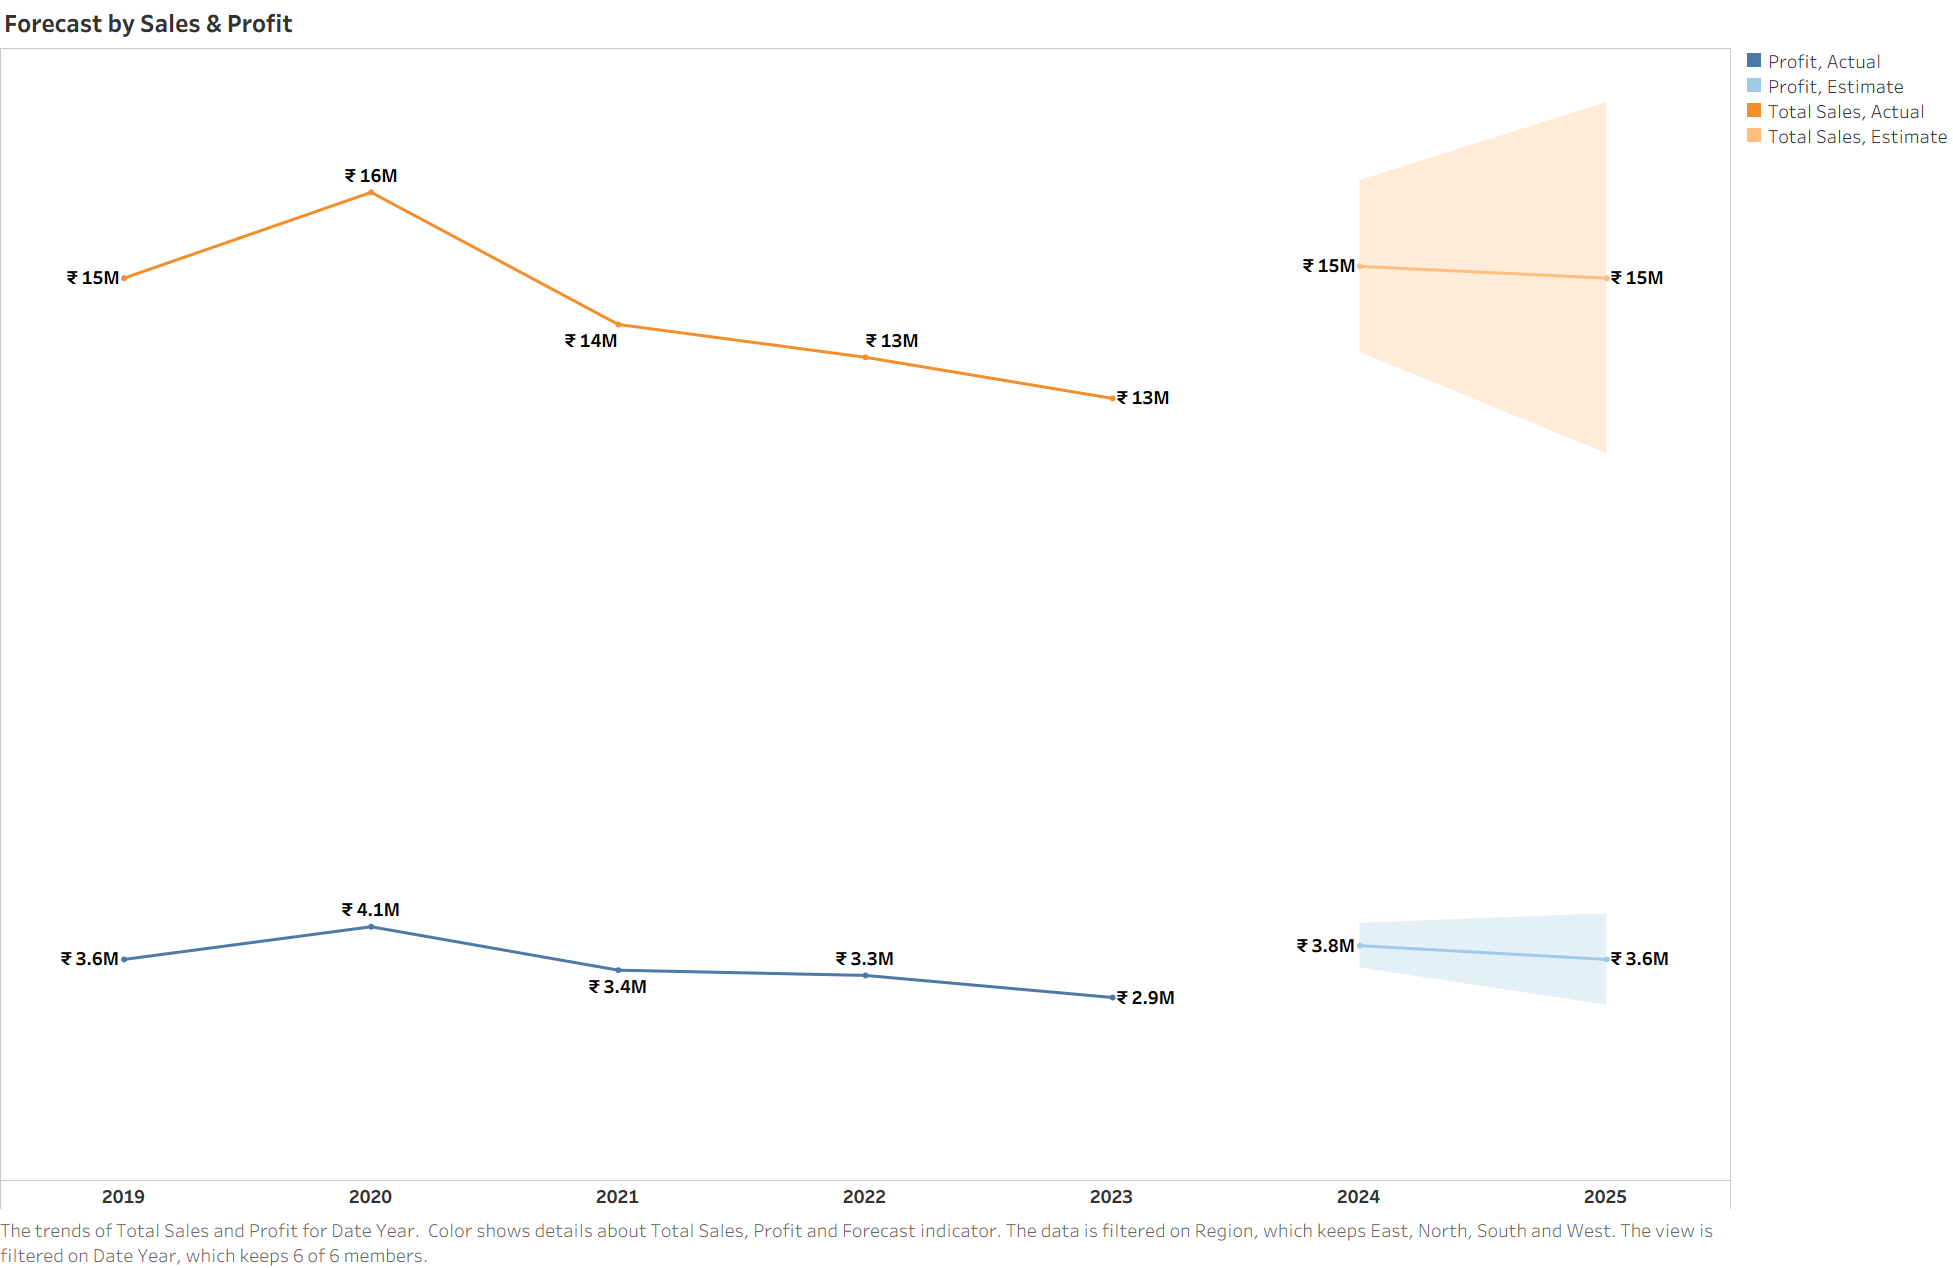 Forecast by Sales & Profit
Profit, Actual
Profit, Estimate
Total Sales, Actual
Total Sales, Estimate
₹ 16M
₹ 15M
₹ 15M
₹ 15M
₹ 14M
₹ 13M
₹ 13M
₹ 4.1M
₹ 3.6M
₹ 3.4M
₹ 3.3M
₹ 2.9M
₹ 3.8M
₹ 3.6M
2019 2020 2021 2022 2023 2024 2025
The trends of Total Sales and Profit for Date Year.  Color shows details about Total Sales, Profit and Forecast indicator. The data is filtered on Region, which keeps East, North, South and West. The view is
filtered on Date Year, which keeps 6 of 6 members.